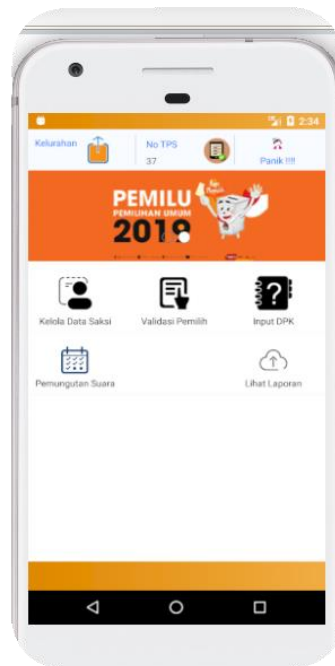 2:34
Kelurahan
No TPS
37
Panik !!!!
PEMILU
PEMILIHAN UMUM
2019
Kelola Data Saksi
Validasi Pemilih
Input DPK
Pemungutan Suara
Lihat Laporan